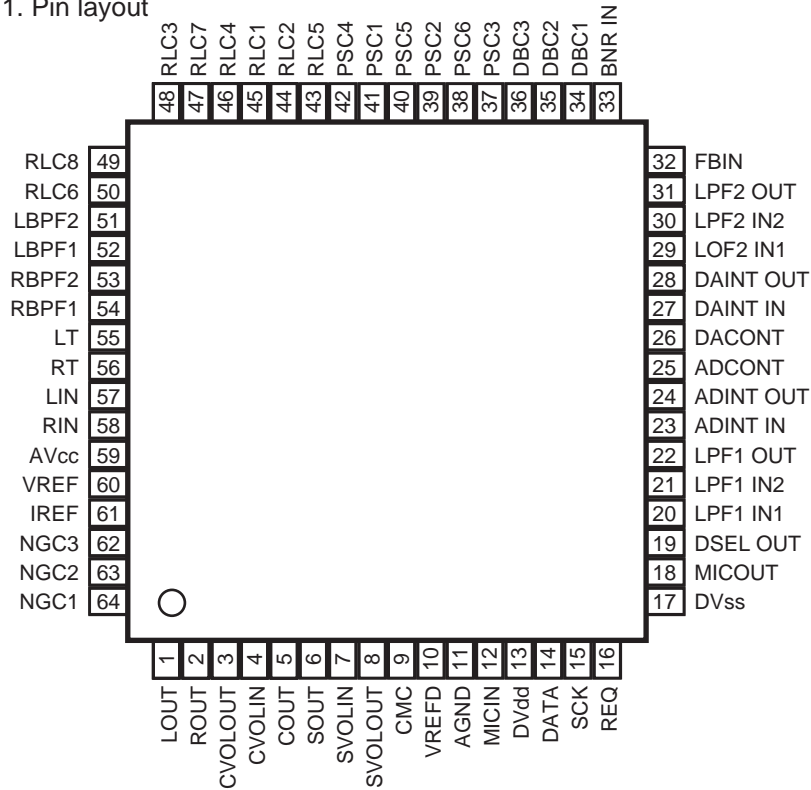 1. Pin layout
RLC3 RLC7 RLC4 RLC1 RLC2 RLC5 PSC4 PSC1 PSC5 PSC2 PSC6 PSC3 DBC3 DBC2 DBC1 BNR IN
48 47 46 45 44 43 42 41 40 39 38 37 36 35 34 33
RLC8 49
RLC6 50
LBPF2 51
LBPF1 52
RBPF2 53
RBPF1 54
LT 55
RT 56
LIN 57
RIN 58
AVcc 59
VREF 60
IREF 61
NGC3 62
NGC2 63
NGC1 64
32 FBIN
31 LPF2 OUT
30 LPF2 IN2
29 LOF2 IN1
28 DAINT OUT
27 DAINT IN
26 DACONT
25 ADCONT
24 ADINT OUT
23 ADINT IN
22 LPF1 OUT
21 LPF1 IN2
20 LPF1 IN1
19 DSEL OUT
18 MICOUT
17 DVss
1 2 3 4 5 6 7 8 9 10 11 12 13 14 15 16
LOUT ROUT CVOLOUT CVOLIN COUT SOUT SVOLIN SVOLOUT CMC VREFD AGND MICIN DVdd DATA SCK REQ